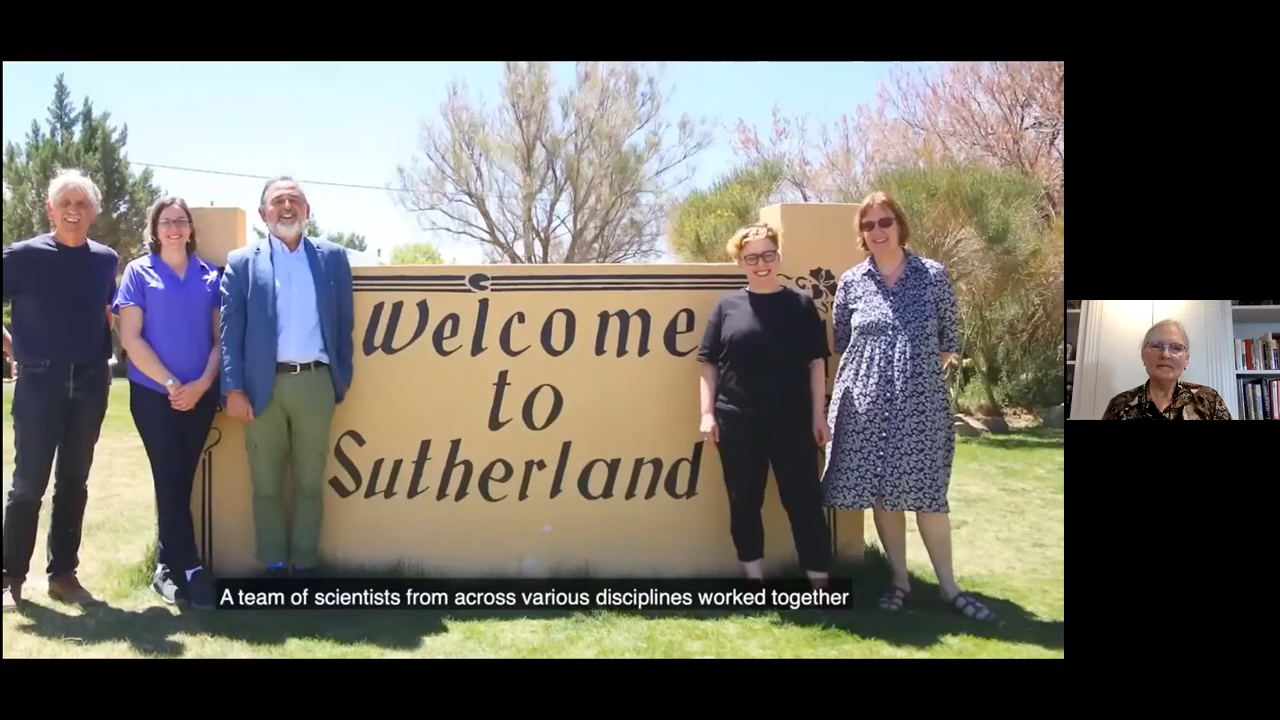 Welcome
to
Sutherland
A team of scientists from across various disciplines worked together